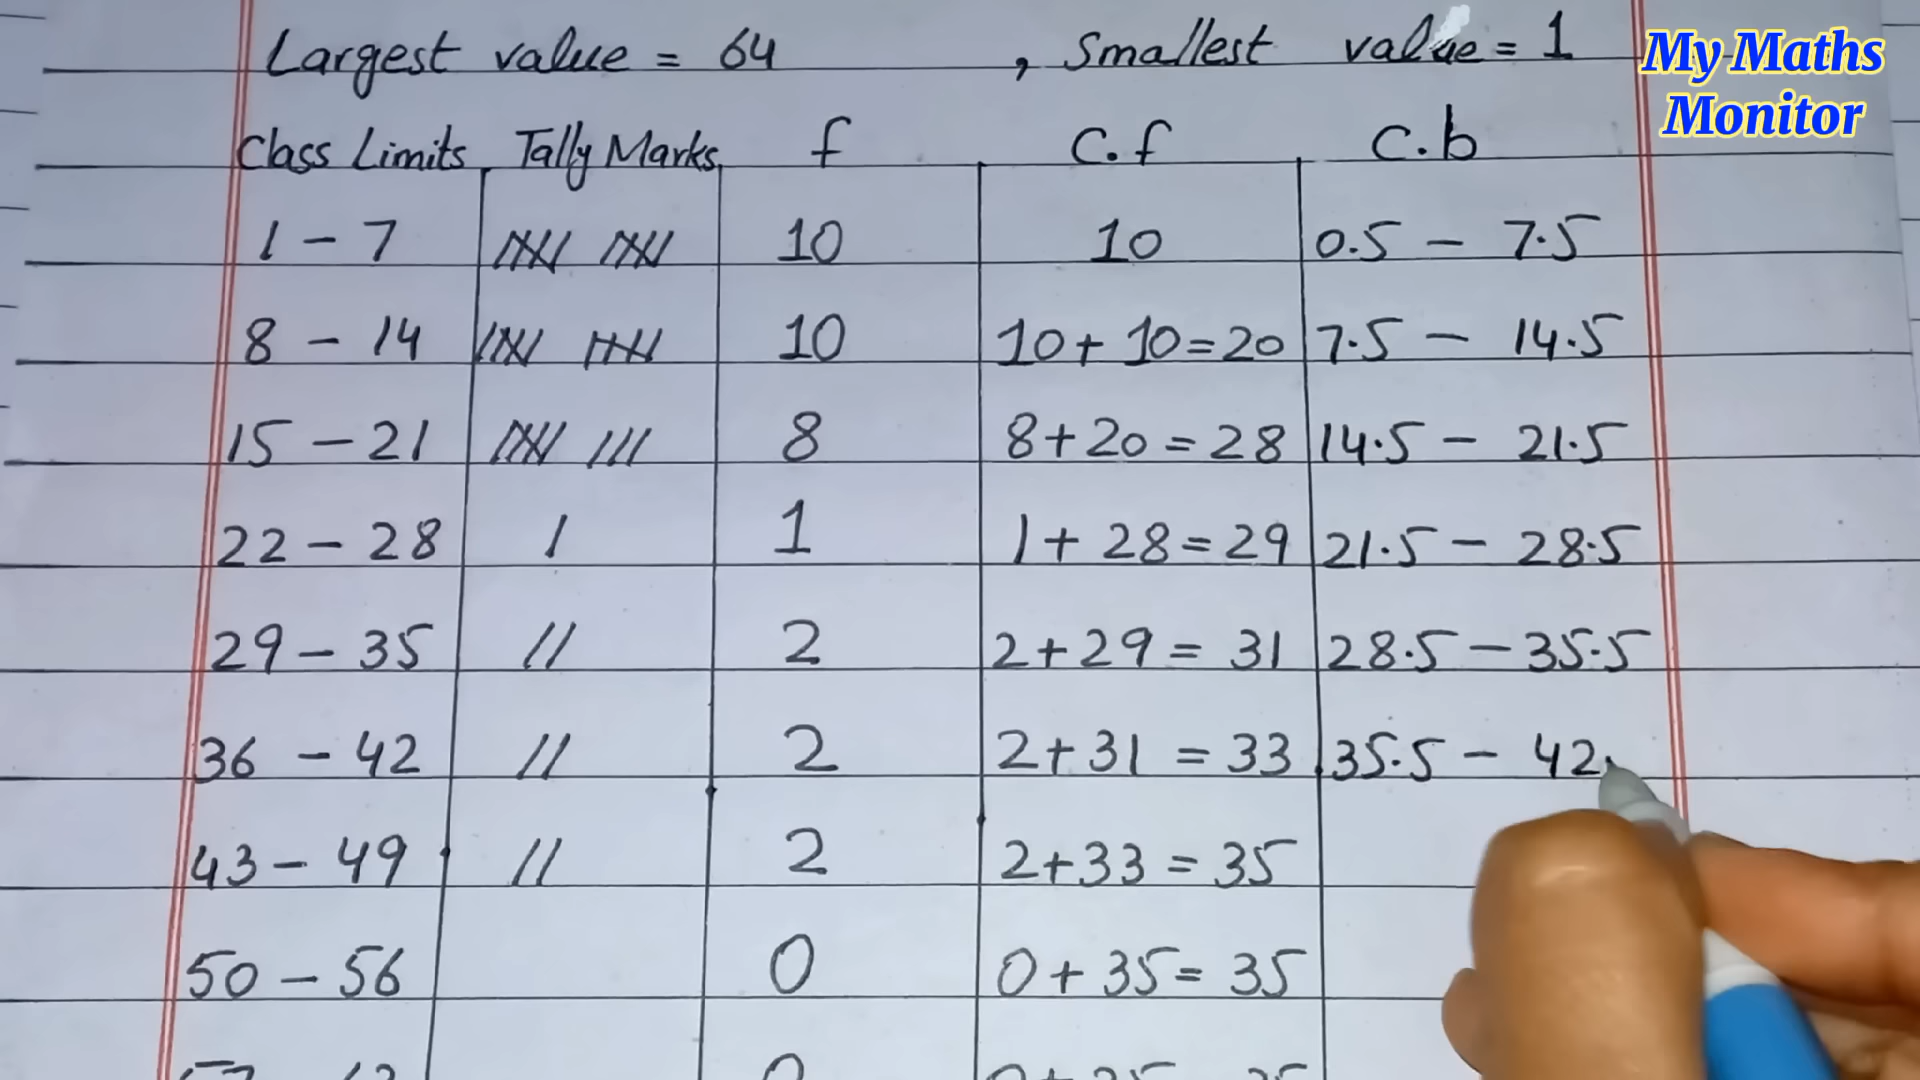 Largest value = 64 , Smallest value = 1
My Maths
Monitor
Class Limits Tally Marks f C.f C.b
1 - 7 10 10 0.5 - 7.5
8 - 14 10 10 + 10 = 20 7.5 - 14.5
15 - 21 8 8 + 20 = 28 14.5 - 21.5
22 - 28 1 1 + 28 = 29 21.5 - 28.5
29 - 35 2 2 + 29 = 31 28.5 - 35.5
36 - 42 2 2 + 31 = 33 35.5 - 42.
43 - 49 2 2 + 33 = 35
50 - 56 0 0 + 35 = 35